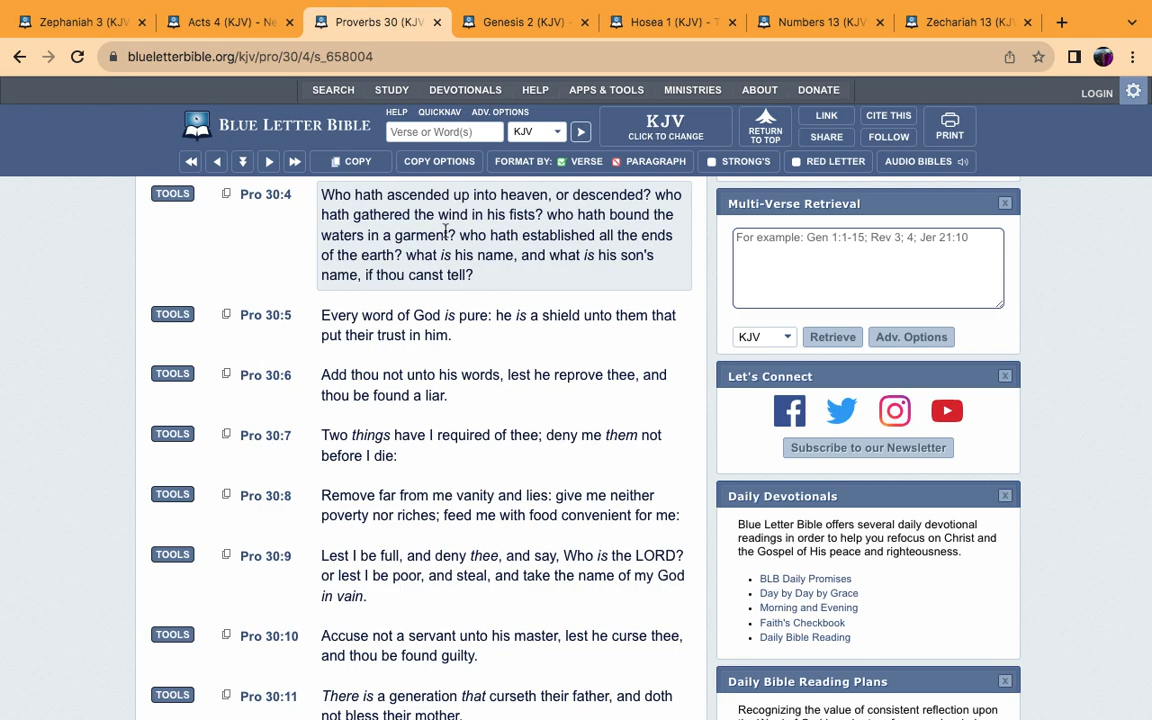 Zephaniah 3 (KJV)
Acts 4 (KJV) - Ne
Proverbs 30 (KJV
Genesis 2 (KJV) -
Hosea 1 (KJV) - T
Numbers 13 (KJV)
Zechariah 13 (KJV
blueletterbible.org/kjv/pro/30/4/s_658004
SEARCH STUDY DEVOTIONALS HELP APPS & TOOLS MINISTRIES ABOUT DONATE
LOGIN
BLUE LETTER BIBLE
HELP QUICKNAV ADV. OPTIONS
Verse or Word(s)
KJV
KJV
CLICK TO CHANGE
RETURN
TO TOP
LINK
CITE THIS
SHARE
FOLLOW
PRINT
COPY
COPY OPTIONS
FORMAT BY: VERSE PARAGRAPH
STRONG'S
RED LETTER
AUDIO BIBLES
TOOLS
Pro 30:4
Who hath ascended up into heaven, or descended? who
hath gathered the wind in his fists? who hath bound the
waters in a garment? who hath established all the ends
of the earth? what is his name, and what is his son's
name, if thou canst tell?
TOOLS
Pro 30:5
Every word of God is pure: he is a shield unto them that
put their trust in him.
TOOLS
Pro 30:6
Add thou not unto his words, lest he reprove thee, and
thou be found a liar.
TOOLS
Pro 30:7
Two things have I required of thee; deny me them not
before I die:
TOOLS
Pro 30:8
Remove far from me vanity and lies: give me neither
poverty nor riches; feed me with food convenient for me:
TOOLS
Pro 30:9
Lest I be full, and deny thee, and say, Who is the LORD?
or lest I be poor, and steal, and take the name of my God
in vain.
TOOLS
Pro 30:10
Accuse not a servant unto his master, lest he curse thee,
and thou be found guilty.
TOOLS
Pro 30:11
There is a generation that curseth their father, and doth
not bless their mother.
Multi-Verse Retrieval
x
For example: Gen 1:1-15; Rev 3; 4; Jer 21:10
KJV
Retrieve
Adv. Options
Let's Connect
x
Subscribe to our Newsletter
Daily Devotionals
x
Blue Letter Bible offers several daily devotional
readings in order to help you refocus on Christ and
the Gospel of His peace and righteousness.
BLB Daily Promises
Day by Day by Grace
Morning and Evening
Faith's Checkbook
Daily Bible Reading
Daily Bible Reading Plans
x
Recognizing the value of consistent reflection upon